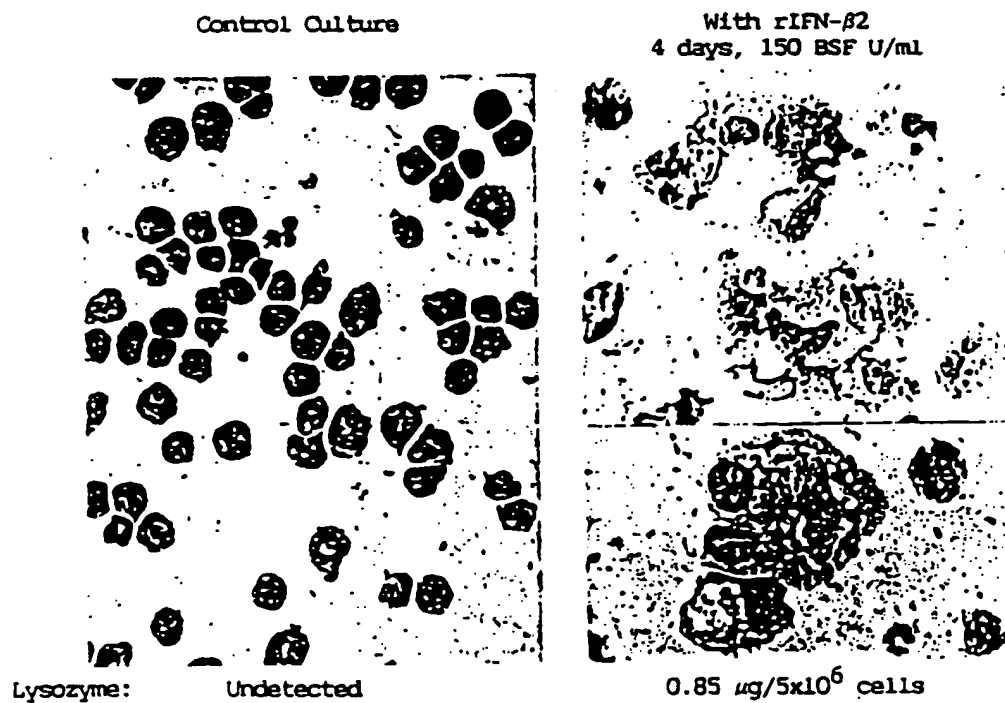 Control Culture
With rIFN-β2
4 days, 150 BSF U/ml
Lysozyme: Undetected
0.85 μg/5x10⁶ cells